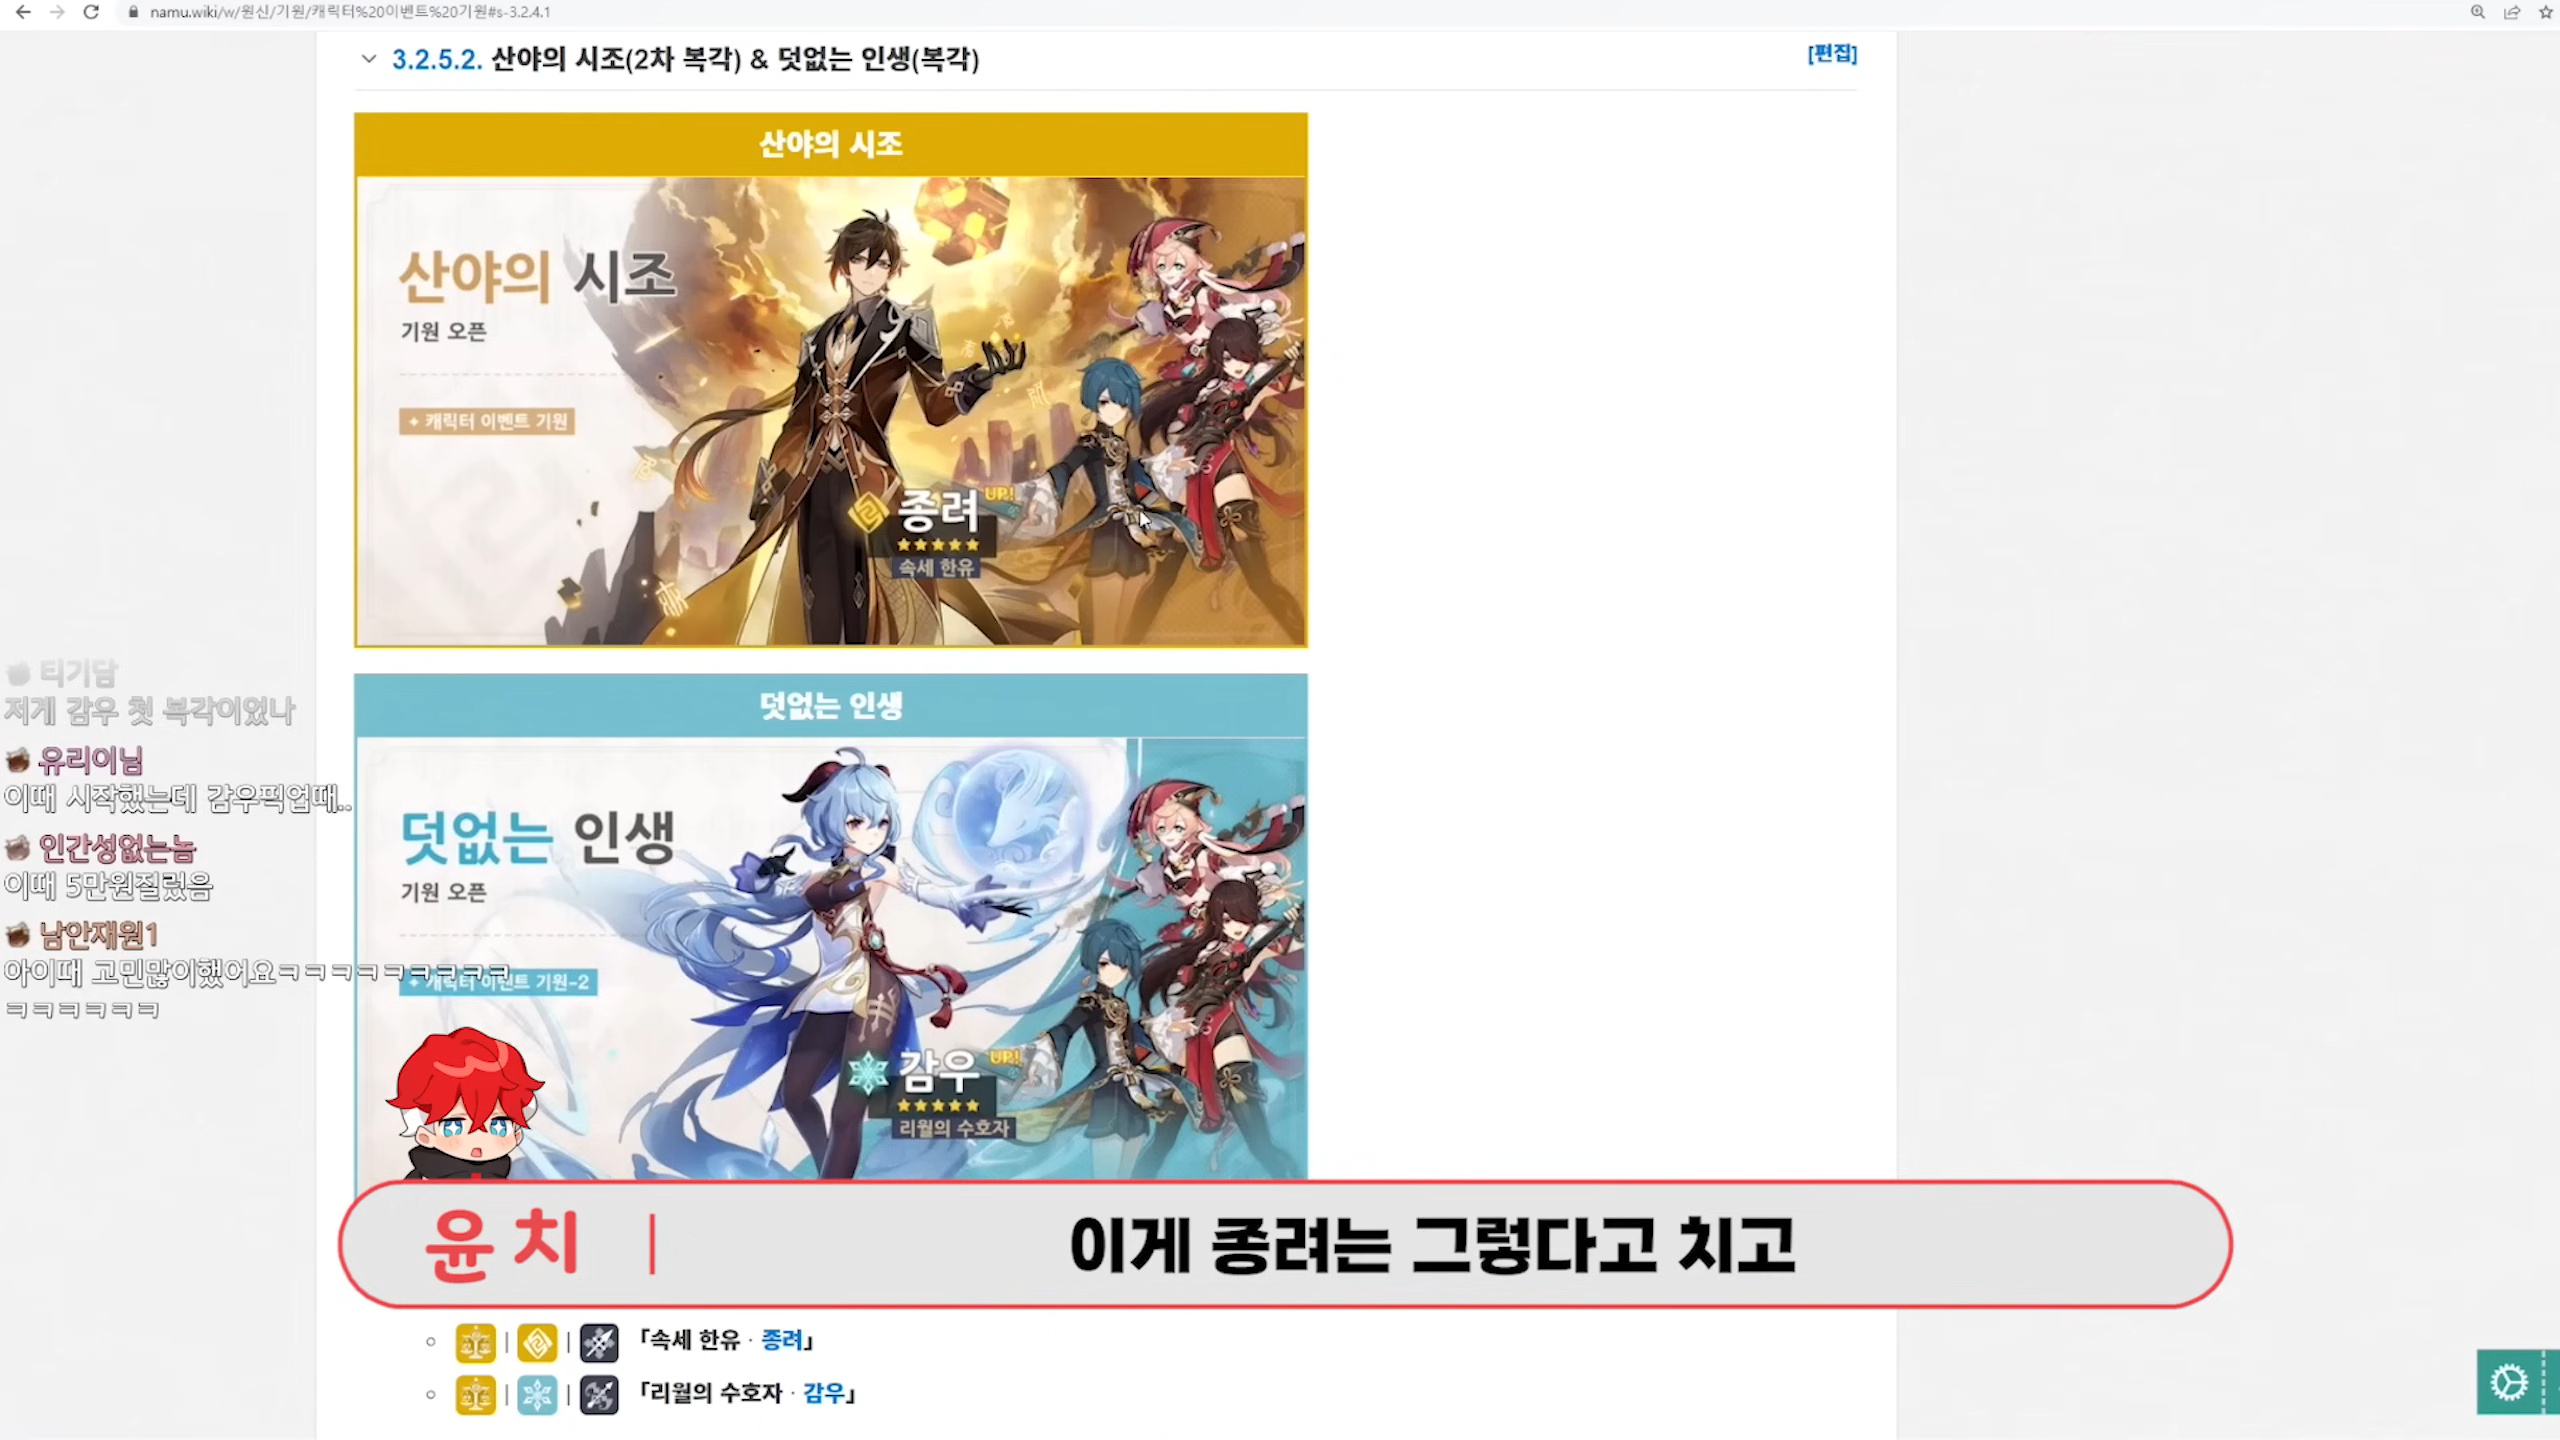 namu.wiki/w/원신/기원/캐릭터%20이벤트%20기원#s-3.2.4.1
3.2.5.2. 산야의 시조(2차 복각) & 덧없는 인생(복각)
[편집]
산야의 시조
산야의 시조
기원 오픈
✦ 캐릭터 이벤트 기원
종려 UP!
★★★★★
속세 한유
덧없는 인생
덧없는 인생
기원 오픈
✦ 캐릭터 이벤트 기원-2
감우 UP!
★★★★★
리월의 수호자
티기담
저게 감우 첫 복각이었나
유리이님
이때 시작했는데 감우픽업때..
인간성없는놈
이때 5만원질렀음
남안재원1
아이때 고민많이했어요ㅋㅋㅋㅋㅋㅋㅋㅋㅋ
ㅋㅋㅋㅋㅋㅋ
윤치 | 이게 종려는 그렇다고 치고
「속세 한유 · 종려」
「리월의 수호자 · 감우」